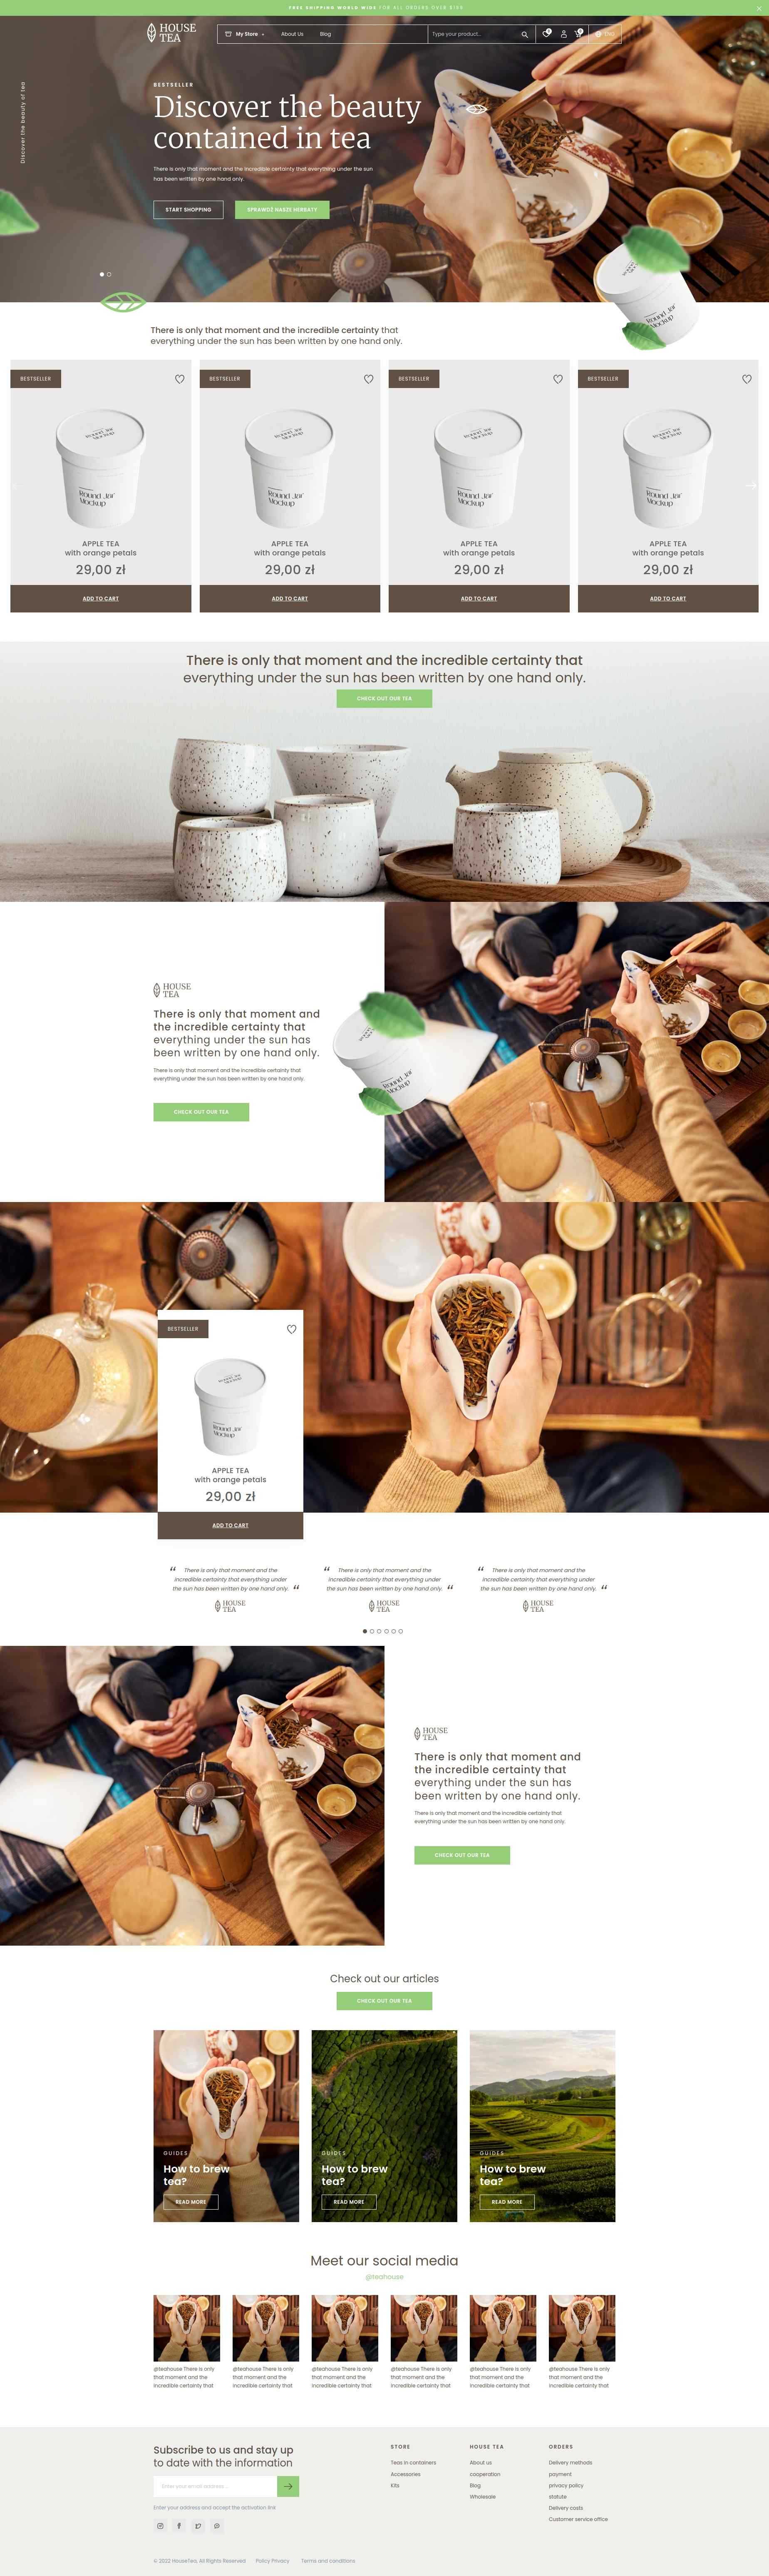 FREE SHIPPING WORLD WIDE FOR ALL ORDERS OVER $199
HOUSE
TEA
My Store
About Us
Blog
Type your product...
ENG
Discover the beauty of tea
BESTSELLER
Discover the beauty
contained in tea
There is only that moment and the incredible certainty that everything under the sun
has been written by one hand only.
START SHOPPING
SPRAWDŹ NASZE HERBATY
Mockup
There is only that moment and the incredible certainty that
everything under the sun has been written by one hand only.
BESTSELLER
BESTSELLER
BESTSELLER
BESTSELLER
Round Jar
Mockup
Round Jar
Mockup
Round Jar
Mockup
Round Jar
Mockup
APPLE TEA
with orange petals
29,00 zł
ADD TO CART
APPLE TEA
with orange petals
29,00 zł
ADD TO CART
APPLE TEA
with orange petals
29,00 zł
ADD TO CART
APPLE TEA
with orange petals
29,00 zł
ADD TO CART
There is only that moment and the incredible certainty that
everything under the sun has been written by one hand only.
CHECK OUT OUR TEA
HOUSE
TEA
There is only that moment and
the incredible certainty that
everything under the sun has
been written by one hand only.
There is only that moment and the incredible certainty that
everything under the sun has been written by one hand only.
CHECK OUT OUR TEA
Mockup
BESTSELLER
Round Jar
Mockup
APPLE TEA
with orange petals
29,00 zł
ADD TO CART
“ There is only that moment and the
incredible certainty that everything under
the sun has been written by one hand only. “
HOUSE
TEA
“ There is only that moment and the
incredible certainty that everything under
the sun has been written by one hand only. “
HOUSE
TEA
“ There is only that moment and the
incredible certainty that everything under
the sun has been written by one hand only. “
HOUSE
TEA
HOUSE
TEA
There is only that moment and
the incredible certainty that
everything under the sun has
been written by one hand only.
There is only that moment and the incredible certainty that
everything under the sun has been written by one hand only.
CHECK OUT OUR TEA
Check out our articles
CHECK OUT OUR TEA
GUIDES
How to brew
tea?
READ MORE
GUIDES
How to brew
tea?
READ MORE
GUIDES
How to brew
tea?
READ MORE
Meet our social media
@teahouse
@teahouse There is only
that moment and the
incredible certainty that
@teahouse There is only
that moment and the
incredible certainty that
@teahouse There is only
that moment and the
incredible certainty that
@teahouse There is only
that moment and the
incredible certainty that
@teahouse There is only
that moment and the
incredible certainty that
@teahouse There is only
that moment and the
incredible certainty that
Subscribe to us and stay up
to date with the information
Enter your email address...
Enter your address and accept the activation link
STORE
Teas in containers
Accessories
Kits
HOUSE TEA
About us
cooperation
Blog
Wholesale
ORDERS
Delivery methods
payment
privacy policy
statute
Delivery costs
Customer service office
© 2022 HouseTea, All Rights Reserved
Policy Privacy
Terms and conditions